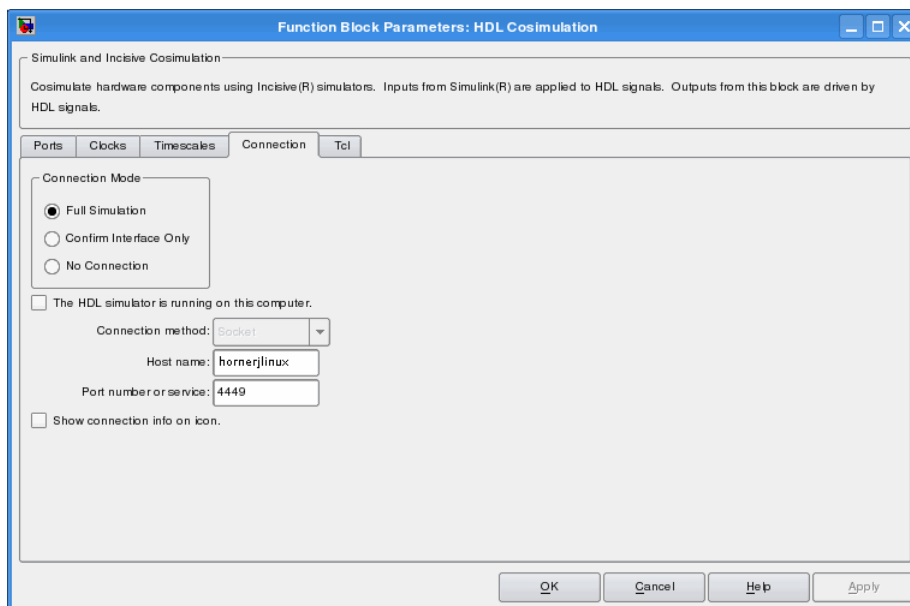 Function Block Parameters: HDL Cosimulation
Simulink and Incisive Cosimulation
Cosimulate hardware components using Incisive(R) simulators. Inputs from Simulink(R) are applied to HDL signals. Outputs from this block are driven by
HDL signals.
Ports Clocks Timescales Connection Tcl
Connection Mode
Full Simulation
Confirm Interface Only
No Connection
The HDL simulator is running on this computer.
Connection method: Socket
Host name: hornerjlinux
Port number or service: 4449
Show connection info on icon.
OK Cancel Help Apply